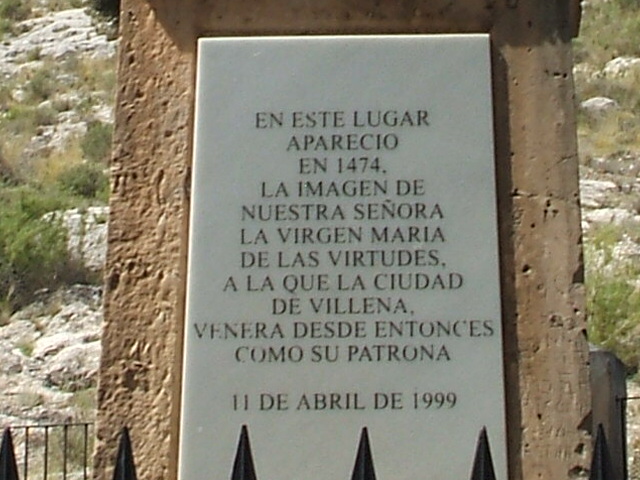 EN ESTE LUGAR
APARECIO
EN 1474,
LA IMAGEN DE
NUESTRA SEÑORA
LA VIRGEN MARIA
DE LAS VIRTUDES,
A LA QUE LA CIUDAD
DE VILLENA,
VENERA DESDE ENTONCES
COMO SU PATRONA
11 DE ABRIL DE 1999